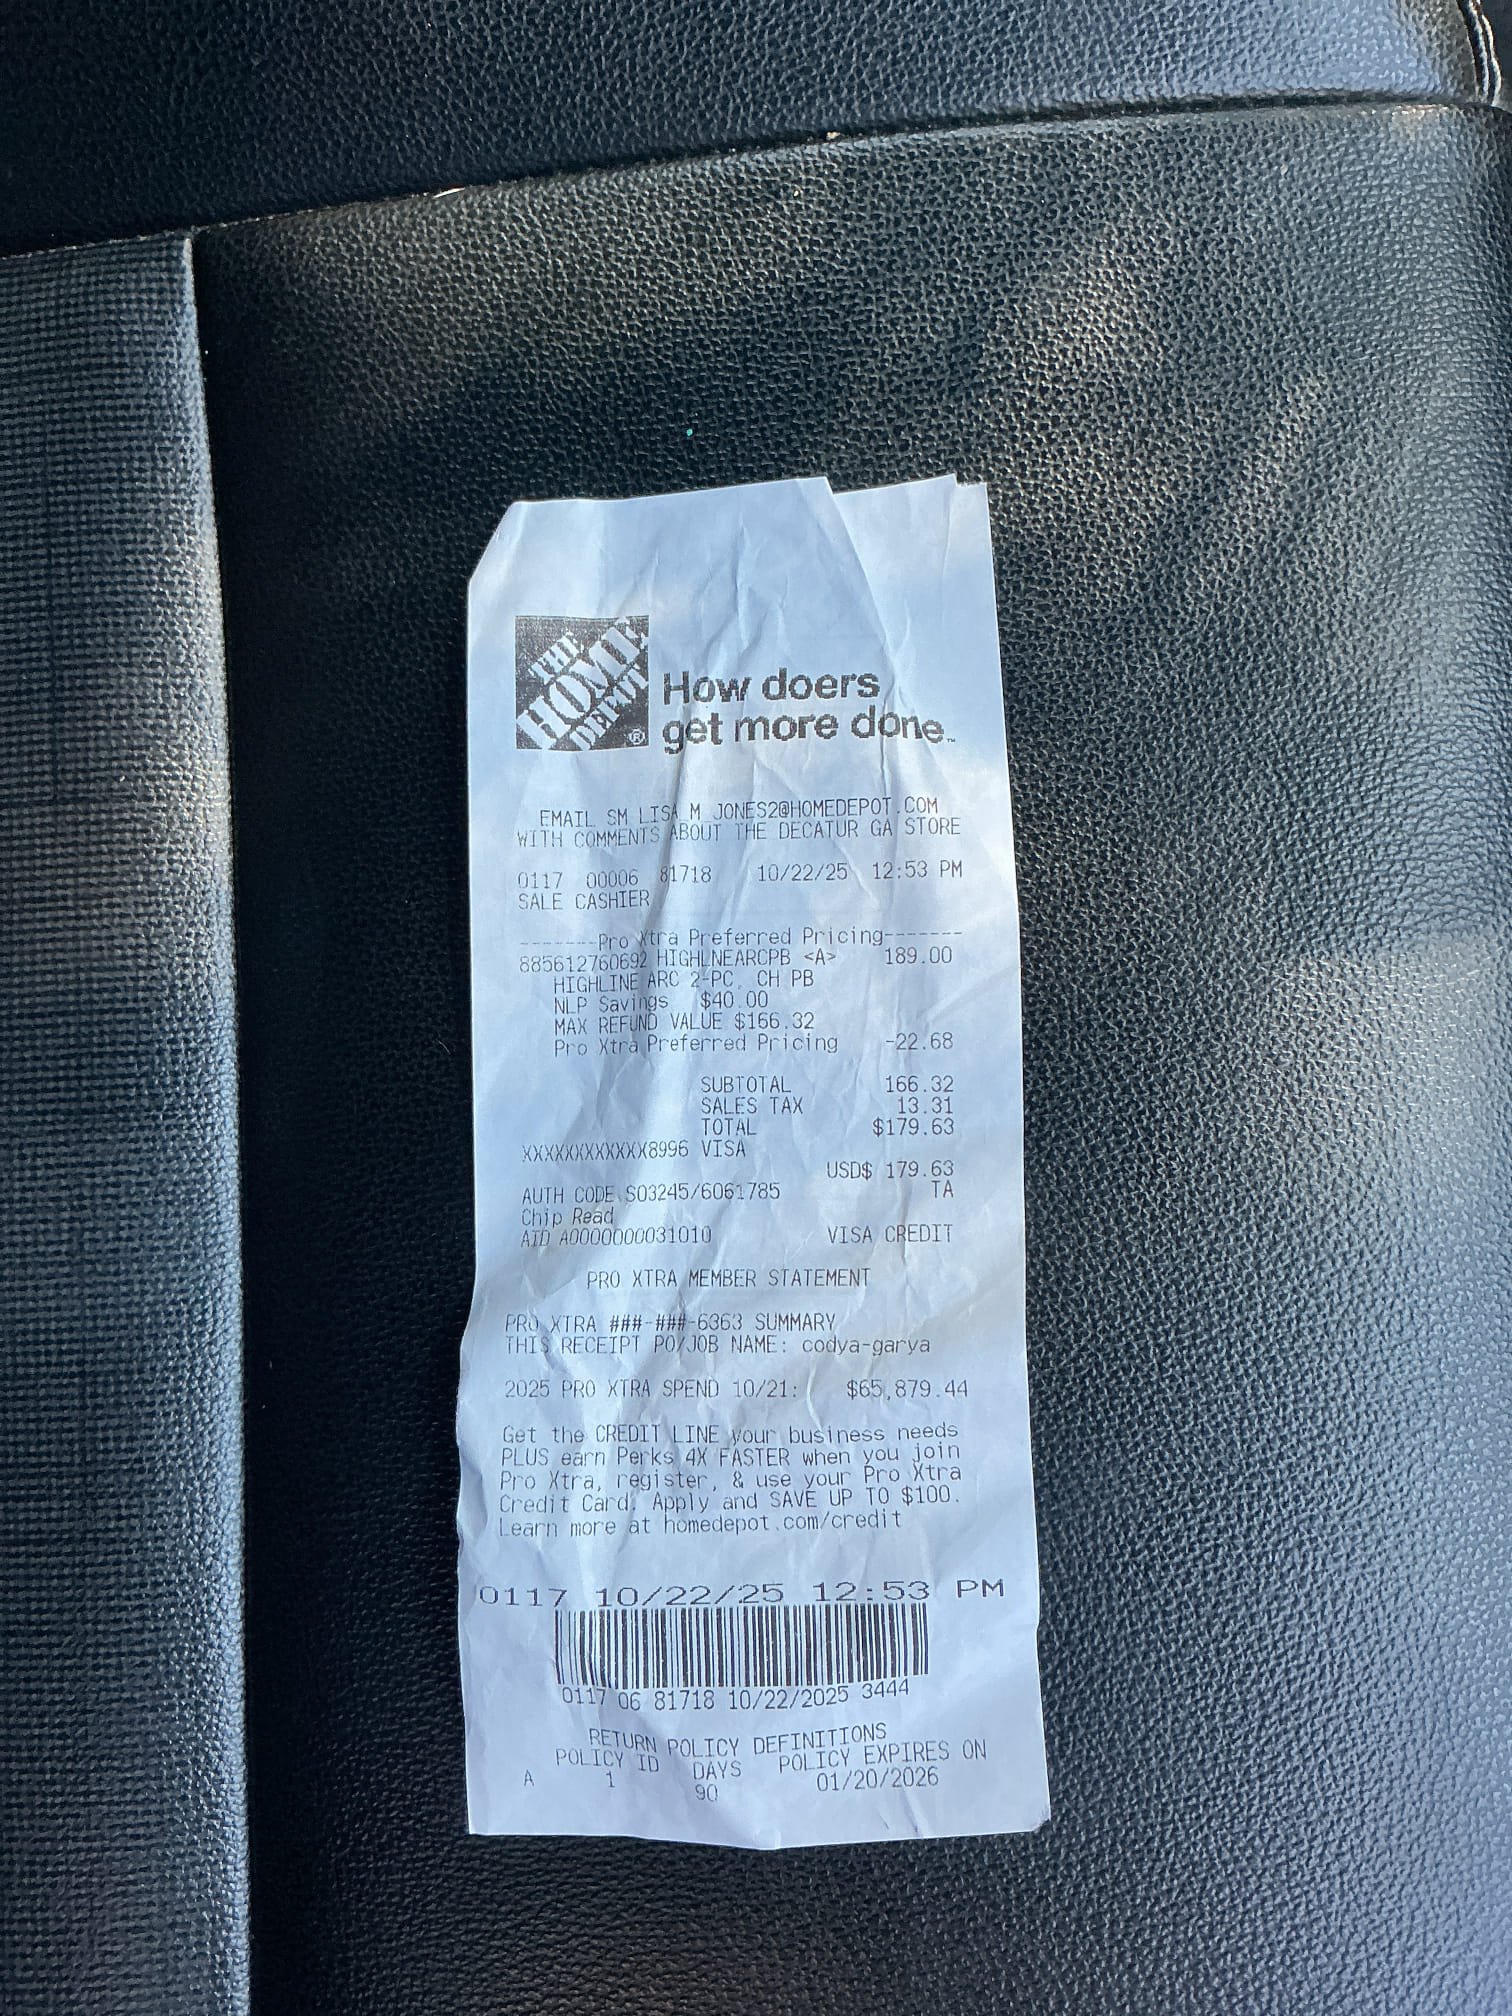 THE
HOME
DEPOT
®
How doers
get more done.™
EMAIL SM LISA_M_JONES2@HOMEDEPOT.COM
WITH COMMENTS ABOUT THE DECATUR GA STORE
0117 00006 81718 10/22/25 12:53 PM
SALE CASHIER
-------Pro Xtra Preferred Pricing-------
885612760692 HIGHLNEARCPB <A> 189.00
HIGHLINE ARC 2-PC. CH PB
NLP Savings $40.00
MAX REFUND VALUE $166.32
Pro Xtra Preferred Pricing -22.68
SUBTOTAL 166.32
SALES TAX 13.31
TOTAL $179.63
XXXXXXXXXXXX8996 VISA
USD$ 179.63
AUTH CODE S03245/6061785 TA
Chip Read
AID A0000000031010 VISA CREDIT
PRO XTRA MEMBER STATEMENT
PRO XTRA ###-###-6363 SUMMARY
THIS RECEIPT PO/JOB NAME: codya-garya
2025 PRO XTRA SPEND 10/21: $65,879.44
Get the CREDIT LINE your business needs
PLUS earn Perks 4X FASTER when you join
Pro Xtra, register, & use your Pro Xtra
Credit Card. Apply and SAVE UP TO $100.
Learn more at homedepot.com/credit
0117 10/22/25 12:53 PM
0117 06 81718 10/22/2025 3444
RETURN POLICY DEFINITIONS
POLICY ID DAYS POLICY EXPIRES ON
A 1 90 01/20/2026